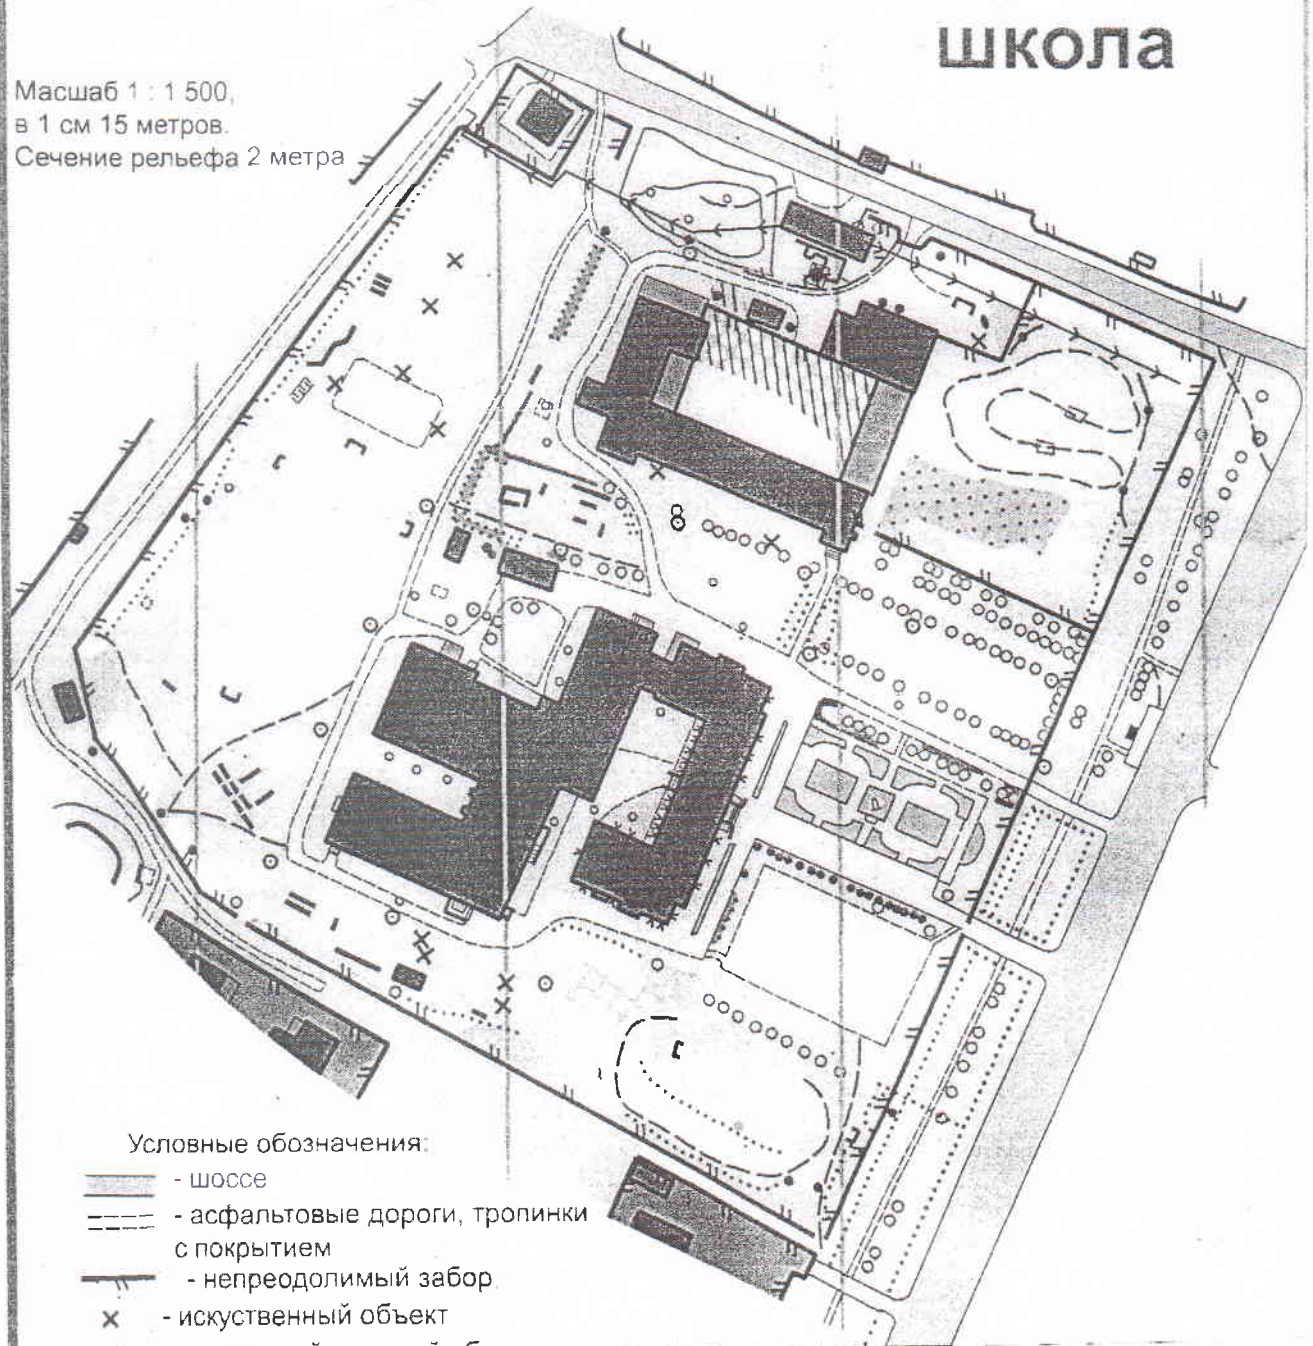 школа
Масшаб 1 : 1 500,
в 1 см 15 метров.
Сечение рельефа 2 метра
Условные обозначения:
- шоссе
- асфальтовые дороги, тропинки
с покрытием
- непреодолимый забор
- искуственный объект